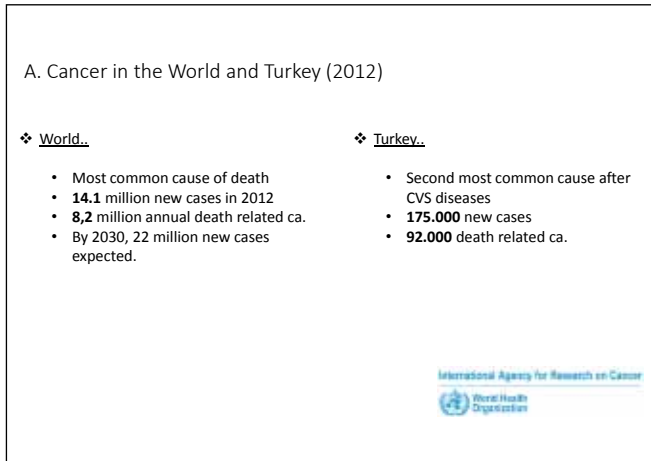 A. Cancer in the World and Turkey (2012)
❖ World..
• Most common cause of death
• 14.1 million new cases in 2012
• 8,2 million annual death related ca.
• By 2030, 22 million new cases
expected.
❖ Turkey..
• Second most common cause after
CVS diseases
• 175.000 new cases
• 92.000 death related ca.
International Agency for Research on Cancer
World Health
Organization